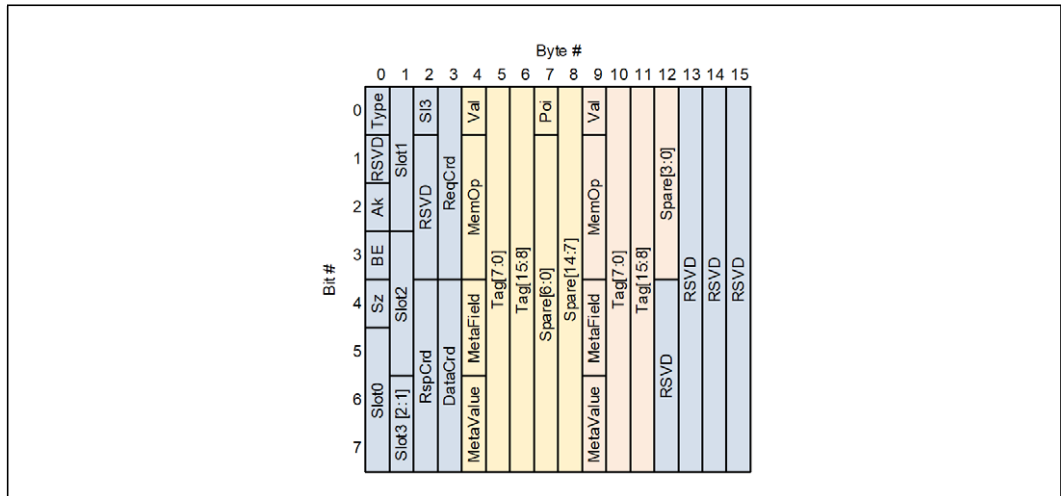 Byte #
0 1 2 3 4 5 6 7 8 9 10 11 12 13 14 15
Bit #
0
1
2
3
4
5
6
7
Type
RSVD
Ak
BE
Sz
Slot0
Slot1
Slot2
Slot3 [2:1]
Sl3
RSVD
RspCrd
ReqCrd
DataCrd
Val
MemOp
MetaField
MetaValue
Tag[7:0]
Tag[15:8]
Poi
Spare[6:0]
Spare[14:7]
Val
MemOp
MetaField
MetaValue
Tag[7:0]
Tag[15:8]
Spare[3:0]
RSVD
RSVD
RSVD
RSVD